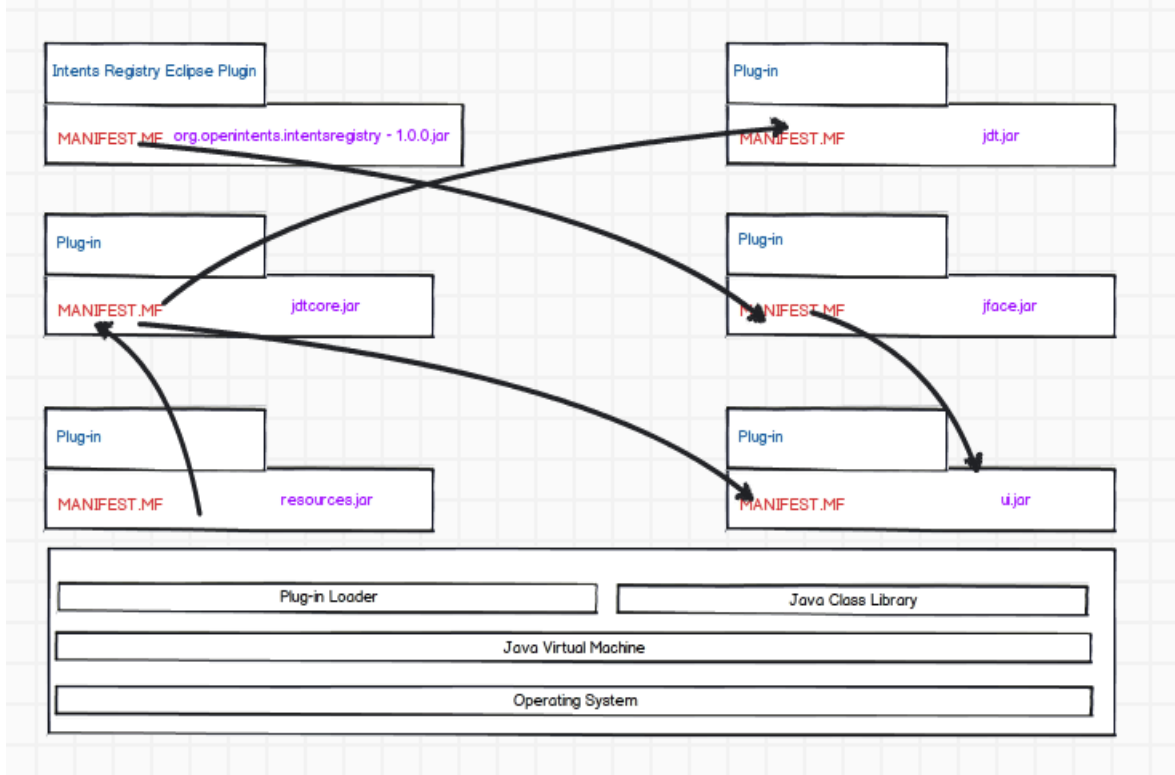 Intents Registry Eclipse Plugin
MANIFEST.MF org.openintents.intentsregistry - 1.0.0.jar
Plug-in
MANIFEST.MF jdt.jar
Plug-in
MANIFEST.MF jdtcore.jar
Plug-in
MANIFEST.MF jface.jar
Plug-in
MANIFEST.MF resources.jar
Plug-in
MANIFEST.MF ui.jar
Plug-in Loader
Java Class Library
Java Virtual Machine
Operating System